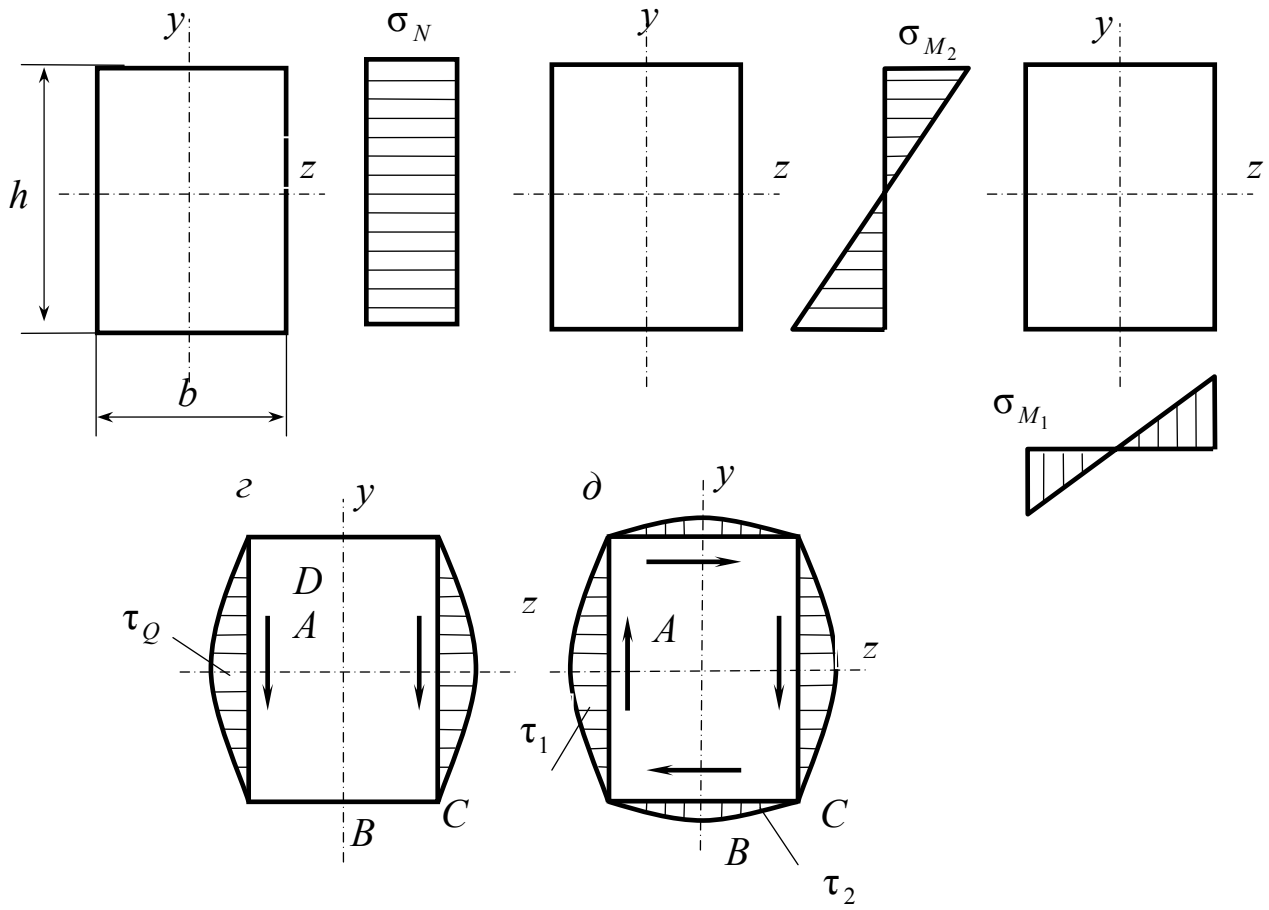 y σ_N σ_{M_2} y
y
z z z
h
b
σ_{M_1}
г y д y
D z
τ_Q A A z
τ_1
B C B C
τ_2